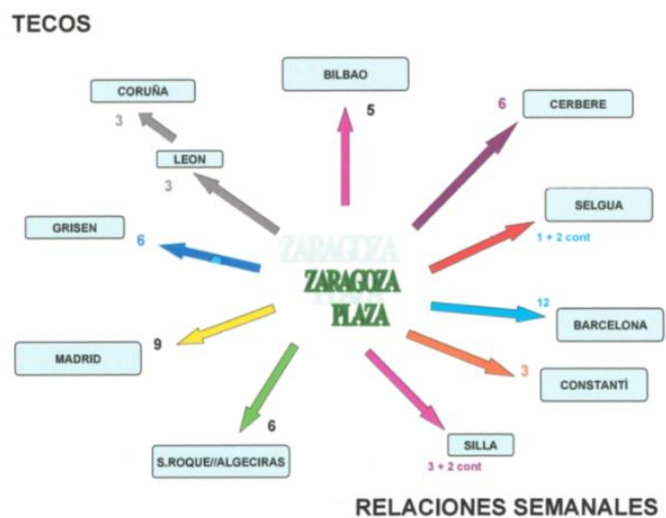 TECOS
BILBAO
5
CORUÑA
3
LEON
3
6
CERBERE
GRISEN
6
SELGUA
1 + 2 cont
ZARAGOZA
ZARAGOZA
PLAZA
12
BARCELONA
MADRID
9
3
CONSTANTÍ
6
S.ROQUE//ALGECIRAS
SILLA
3 + 2 cont
RELACIONES SEMANALES